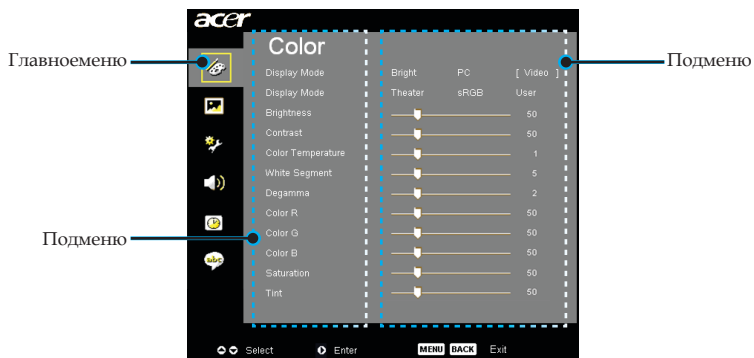 acer
Color
Главноеменю
Подменю
Display Mode Bright PC [ Video ]
Display Mode Theater sRGB User
Brightness 50
Contrast 50
Color Temperature 1
White Segment 5
Degamma 2
Color R 50
Подменю
Color G 50
Color B 50
Saturation 50
Tint 50
abc
Select Enter MENU BACK Exit